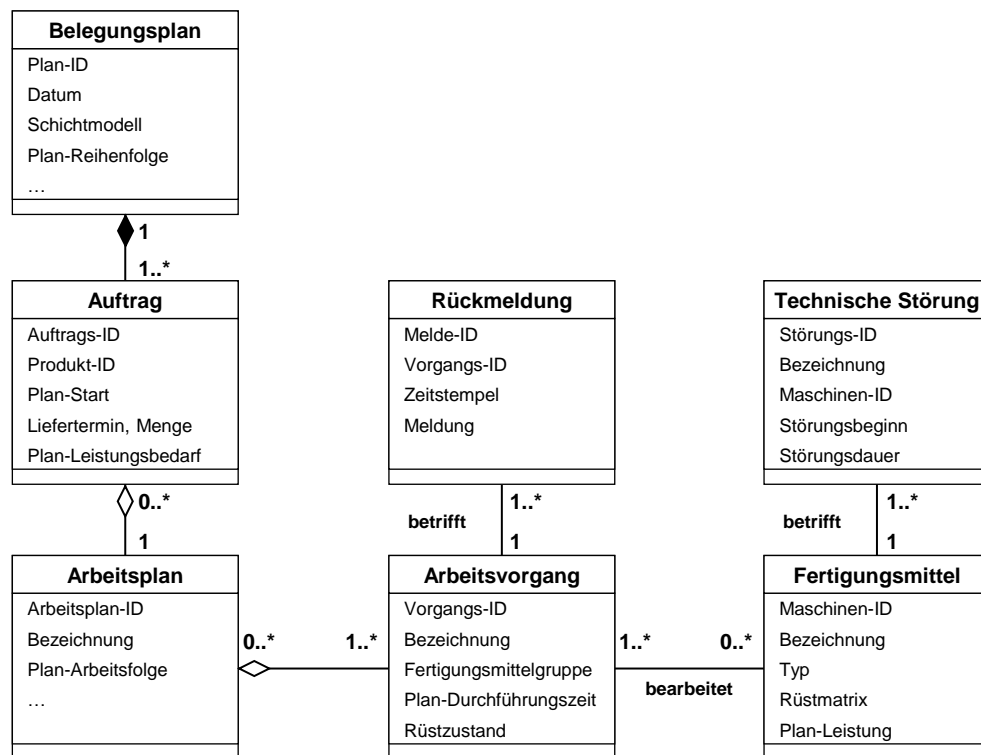 Belegungsplan
Plan-ID
Datum
Schichtmodell
Plan-Reihenfolge
…
1
1..*
Auftrag
Auftrags-ID
Produkt-ID
Plan-Start
Liefertermin, Menge
Plan-Leistungsbedarf
Rückmeldung
Melde-ID
Vorgangs-ID
Zeitstempel
Meldung
Technische Störung
Störungs-ID
Bezeichnung
Maschinen-ID
Störungsbeginn
Störungsdauer
0..*
1
betrifft
1..*
1
betrifft
1..*
1
Arbeitsplan
Arbeitsplan-ID
Bezeichnung
Plan-Arbeitsfolge
…
0..*
1..*
Arbeitsvorgang
Vorgangs-ID
Bezeichnung
Fertigungsmittelgruppe
Plan-Durchführungszeit
Rüstzustand
1..*
0..*
bearbeitet
Fertigungsmittel
Maschinen-ID
Bezeichnung
Typ
Rüstmatrix
Plan-Leistung